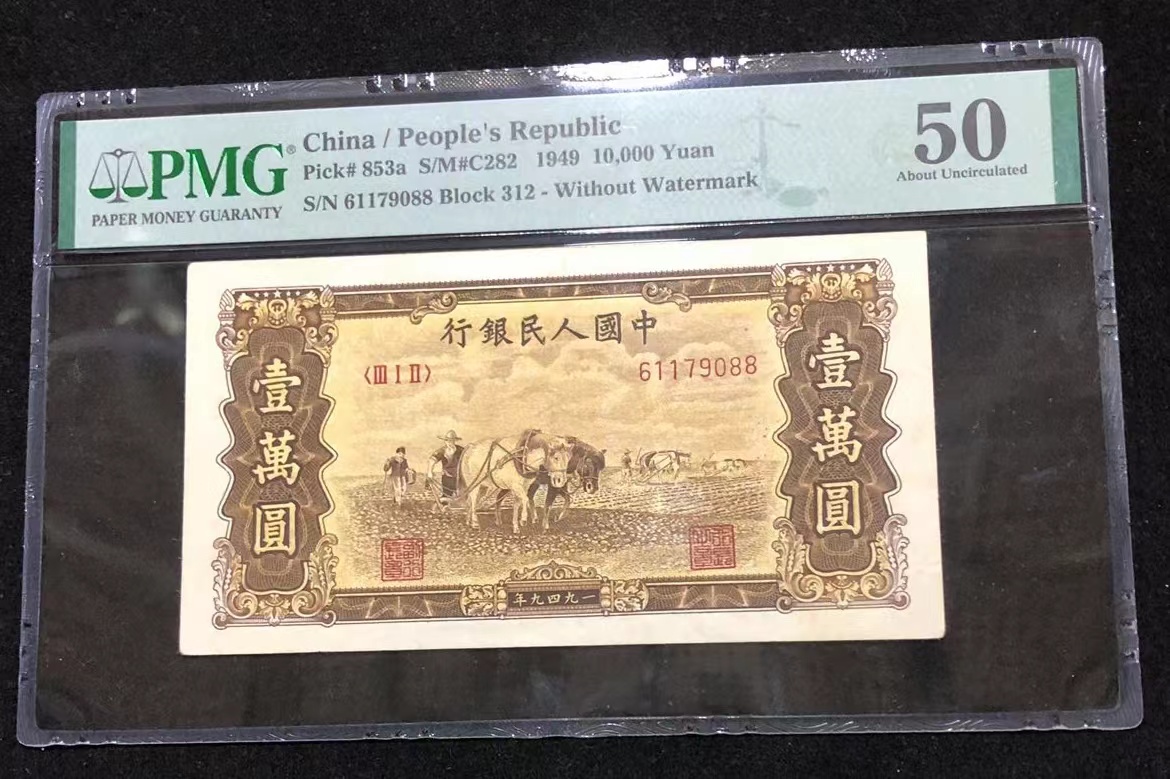 PMG®
PAPER MONEY GUARANTY
China / People's Republic
Pick# 853a S/M#C282 1949 10,000 Yuan
S/N 61179088 Block 312 - Without Watermark
50
About Uncirculated
行銀民人國中
〈III I II〉
61179088
壹萬圓
壹萬圓
年九四九一